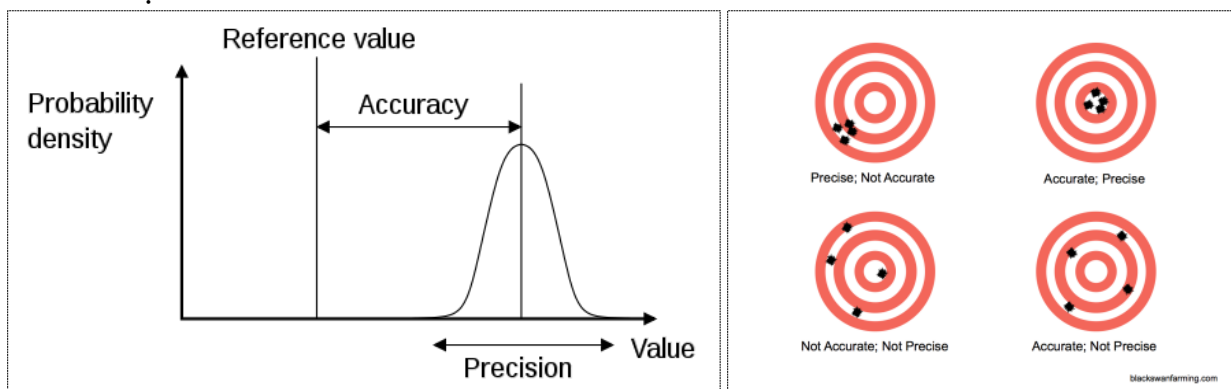 Reference value
Probability
density
Accuracy
Value
Precision
Precise; Not Accurate
Accurate; Precise
Not Accurate; Not Precise
Accurate; Not Precise
blackswanfarming.com